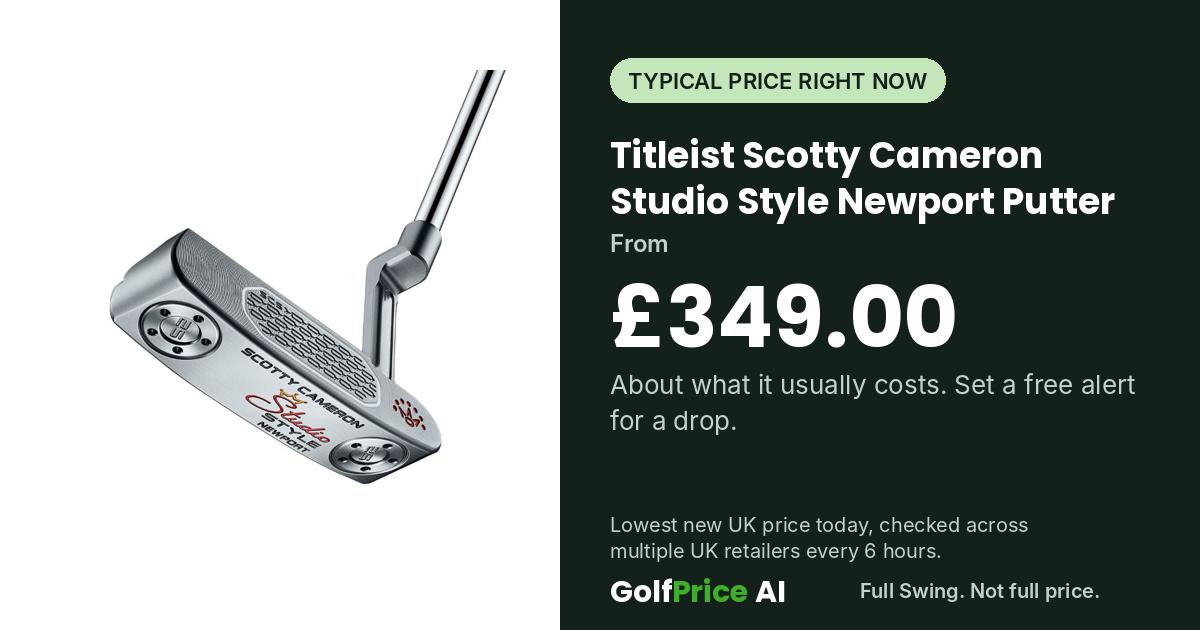 TYPICAL PRICE RIGHT NOW
Titleist Scotty Cameron
Studio Style Newport Putter
From
£349.00
About what it usually costs. Set a free alert
for a drop.
Lowest new UK price today, checked across
multiple UK retailers every 6 hours.
GolfPrice AI
Full Swing. Not full price.
SCOTTY CAMERON
Studio
STYLE
NEWPORT